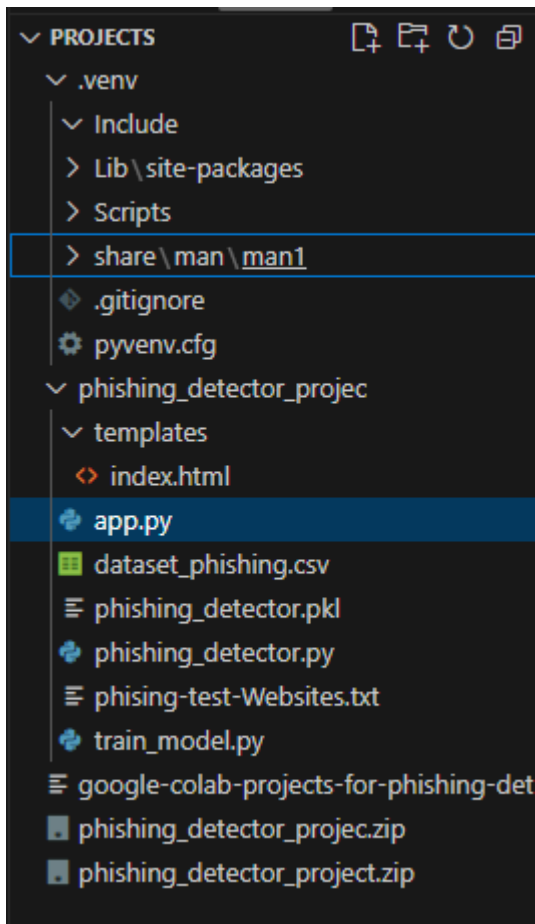 PROJECTS
.venv
Include
Lib\site-packages
Scripts
share\man\man1
.gitignore
pyvenv.cfg
phishing_detector_projec
templates
<> index.html
app.py
dataset_phishing.csv
phishing_detector.pkl
phishing_detector.py
phising-test-Websites.txt
train_model.py
google-colab-projects-for-phishing-det
phishing_detector_projec.zip
phishing_detector_project.zip